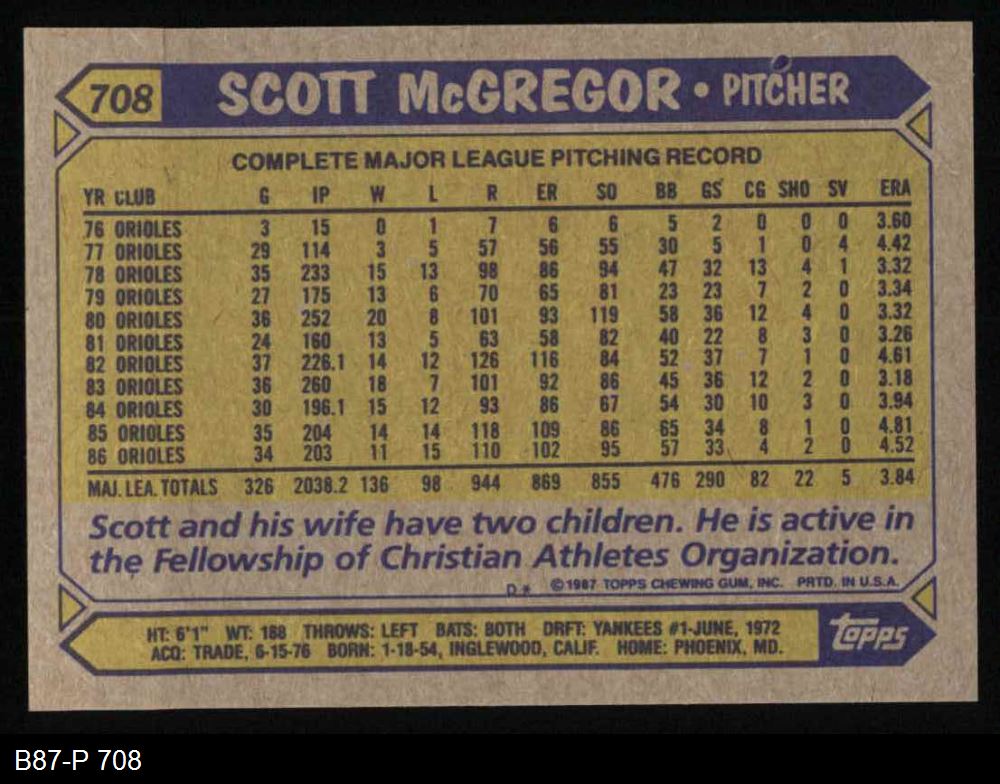 708 SCOTT McGREGOR • PITCHER
COMPLETE MAJOR LEAGUE PITCHING RECORD
YR CLUB G IP W L R ER SO BB GS CG SHO SV ERA
76 ORIOLES 3 15 0 1 7 6 6 5 2 0 0 0 3.60
77 ORIOLES 29 114 3 5 57 56 55 30 5 1 0 4 4.42
78 ORIOLES 35 233 15 13 98 86 94 47 32 13 4 1 3.32
79 ORIOLES 27 175 13 6 70 65 81 23 23 7 2 0 3.34
80 ORIOLES 36 252 20 8 101 93 119 58 36 12 4 0 3.32
81 ORIOLES 24 160 13 5 63 58 82 40 22 8 3 0 3.26
82 ORIOLES 37 226.1 14 12 126 116 84 52 37 7 1 0 4.61
83 ORIOLES 36 260 18 7 101 92 86 45 36 12 2 0 3.18
84 ORIOLES 30 196.1 15 12 93 86 67 54 30 10 3 0 3.94
85 ORIOLES 35 204 14 14 118 109 86 65 34 8 1 0 4.81
86 ORIOLES 34 203 11 15 110 102 95 57 33 4 2 0 4.52
MAJ. LEA. TOTALS 326 2038.2 136 98 944 869 855 476 290 82 22 5 3.84
Scott and his wife have two children. He is active in
the Fellowship of Christian Athletes Organization.
D* ©1987 TOPPS CHEWING GUM, INC. PRTD. IN U.S.A.
HT: 6'1" WT: 188 THROWS: LEFT BATS: BOTH DRFT: YANKEES #1-JUNE, 1972
ACQ: TRADE, 6-15-76 BORN: 1-18-54, INGLEWOOD, CALIF. HOME: PHOENIX, MD.
topps
B87-P 708